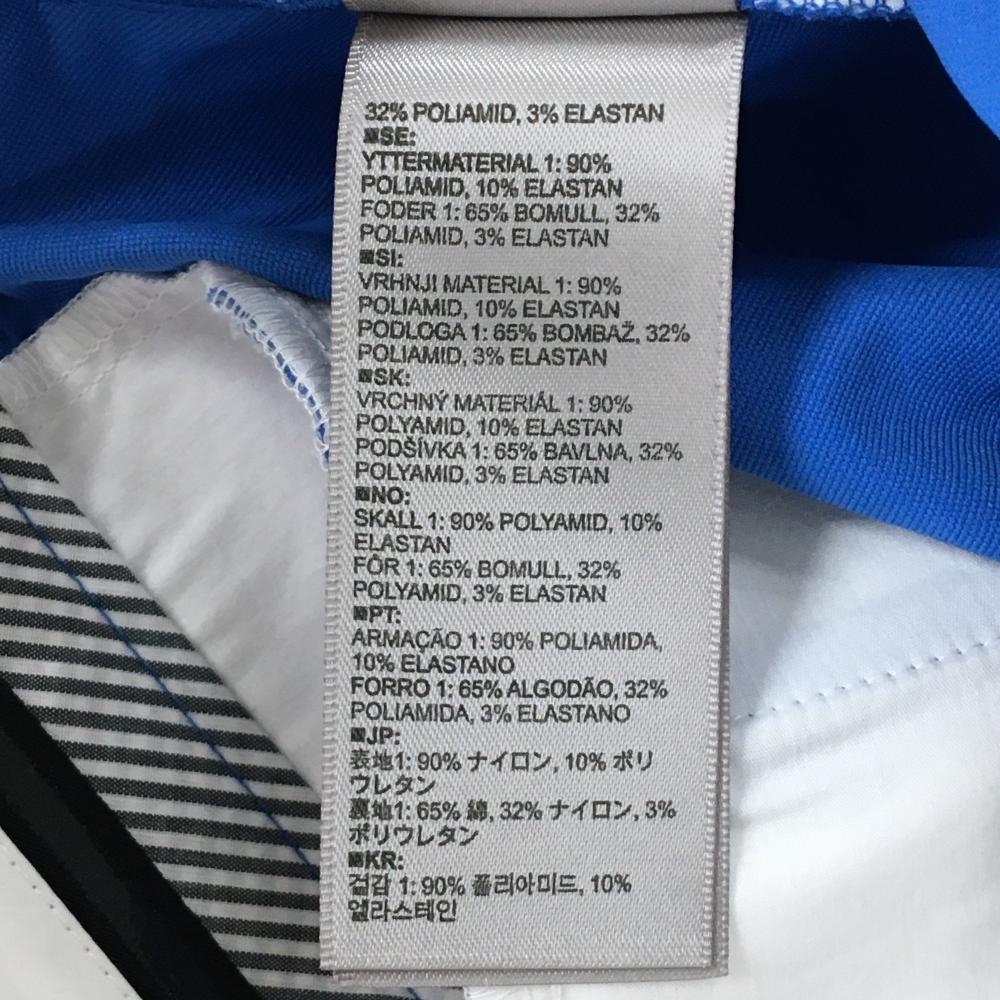 32% POLIAMID, 3% ELASTAN
■SE:
YTTERMATERIAL 1: 90%
POLIAMID, 10% ELASTAN
FODER 1: 65% BOMULL, 32%
POLIAMID, 3% ELASTAN
■SI:
VRHNJI MATERIAL 1: 90%
POLIAMID, 10% ELASTAN
PODLOGA 1: 65% BOMBAŽ, 32%
POLIAMID, 3% ELASTAN
■SK:
VRCHNÝ MATERIÁL 1: 90%
POLYAMID, 10% ELASTAN
PODŠÍVKA 1: 65% BAVLNA, 32%
POLYAMID, 3% ELASTAN
■NO:
SKALL 1: 90% POLYAMID, 10%
ELASTAN
FÔR 1: 65% BOMULL, 32%
POLYAMID, 3% ELASTAN
■PT:
ARMAÇÃO 1: 90% POLIAMIDA,
10% ELASTANO
FORRO 1: 65% ALGODÃO, 32%
POLIAMIDA, 3% ELASTANO
■JP:
表地1: 90% ナイロン, 10% ポリ
ウレタン
裏地1: 65% 綿, 32% ナイロン, 3%
ポリウレタン
■KR:
겉감 1: 90% 폴리아미드, 10%
엘라스테인